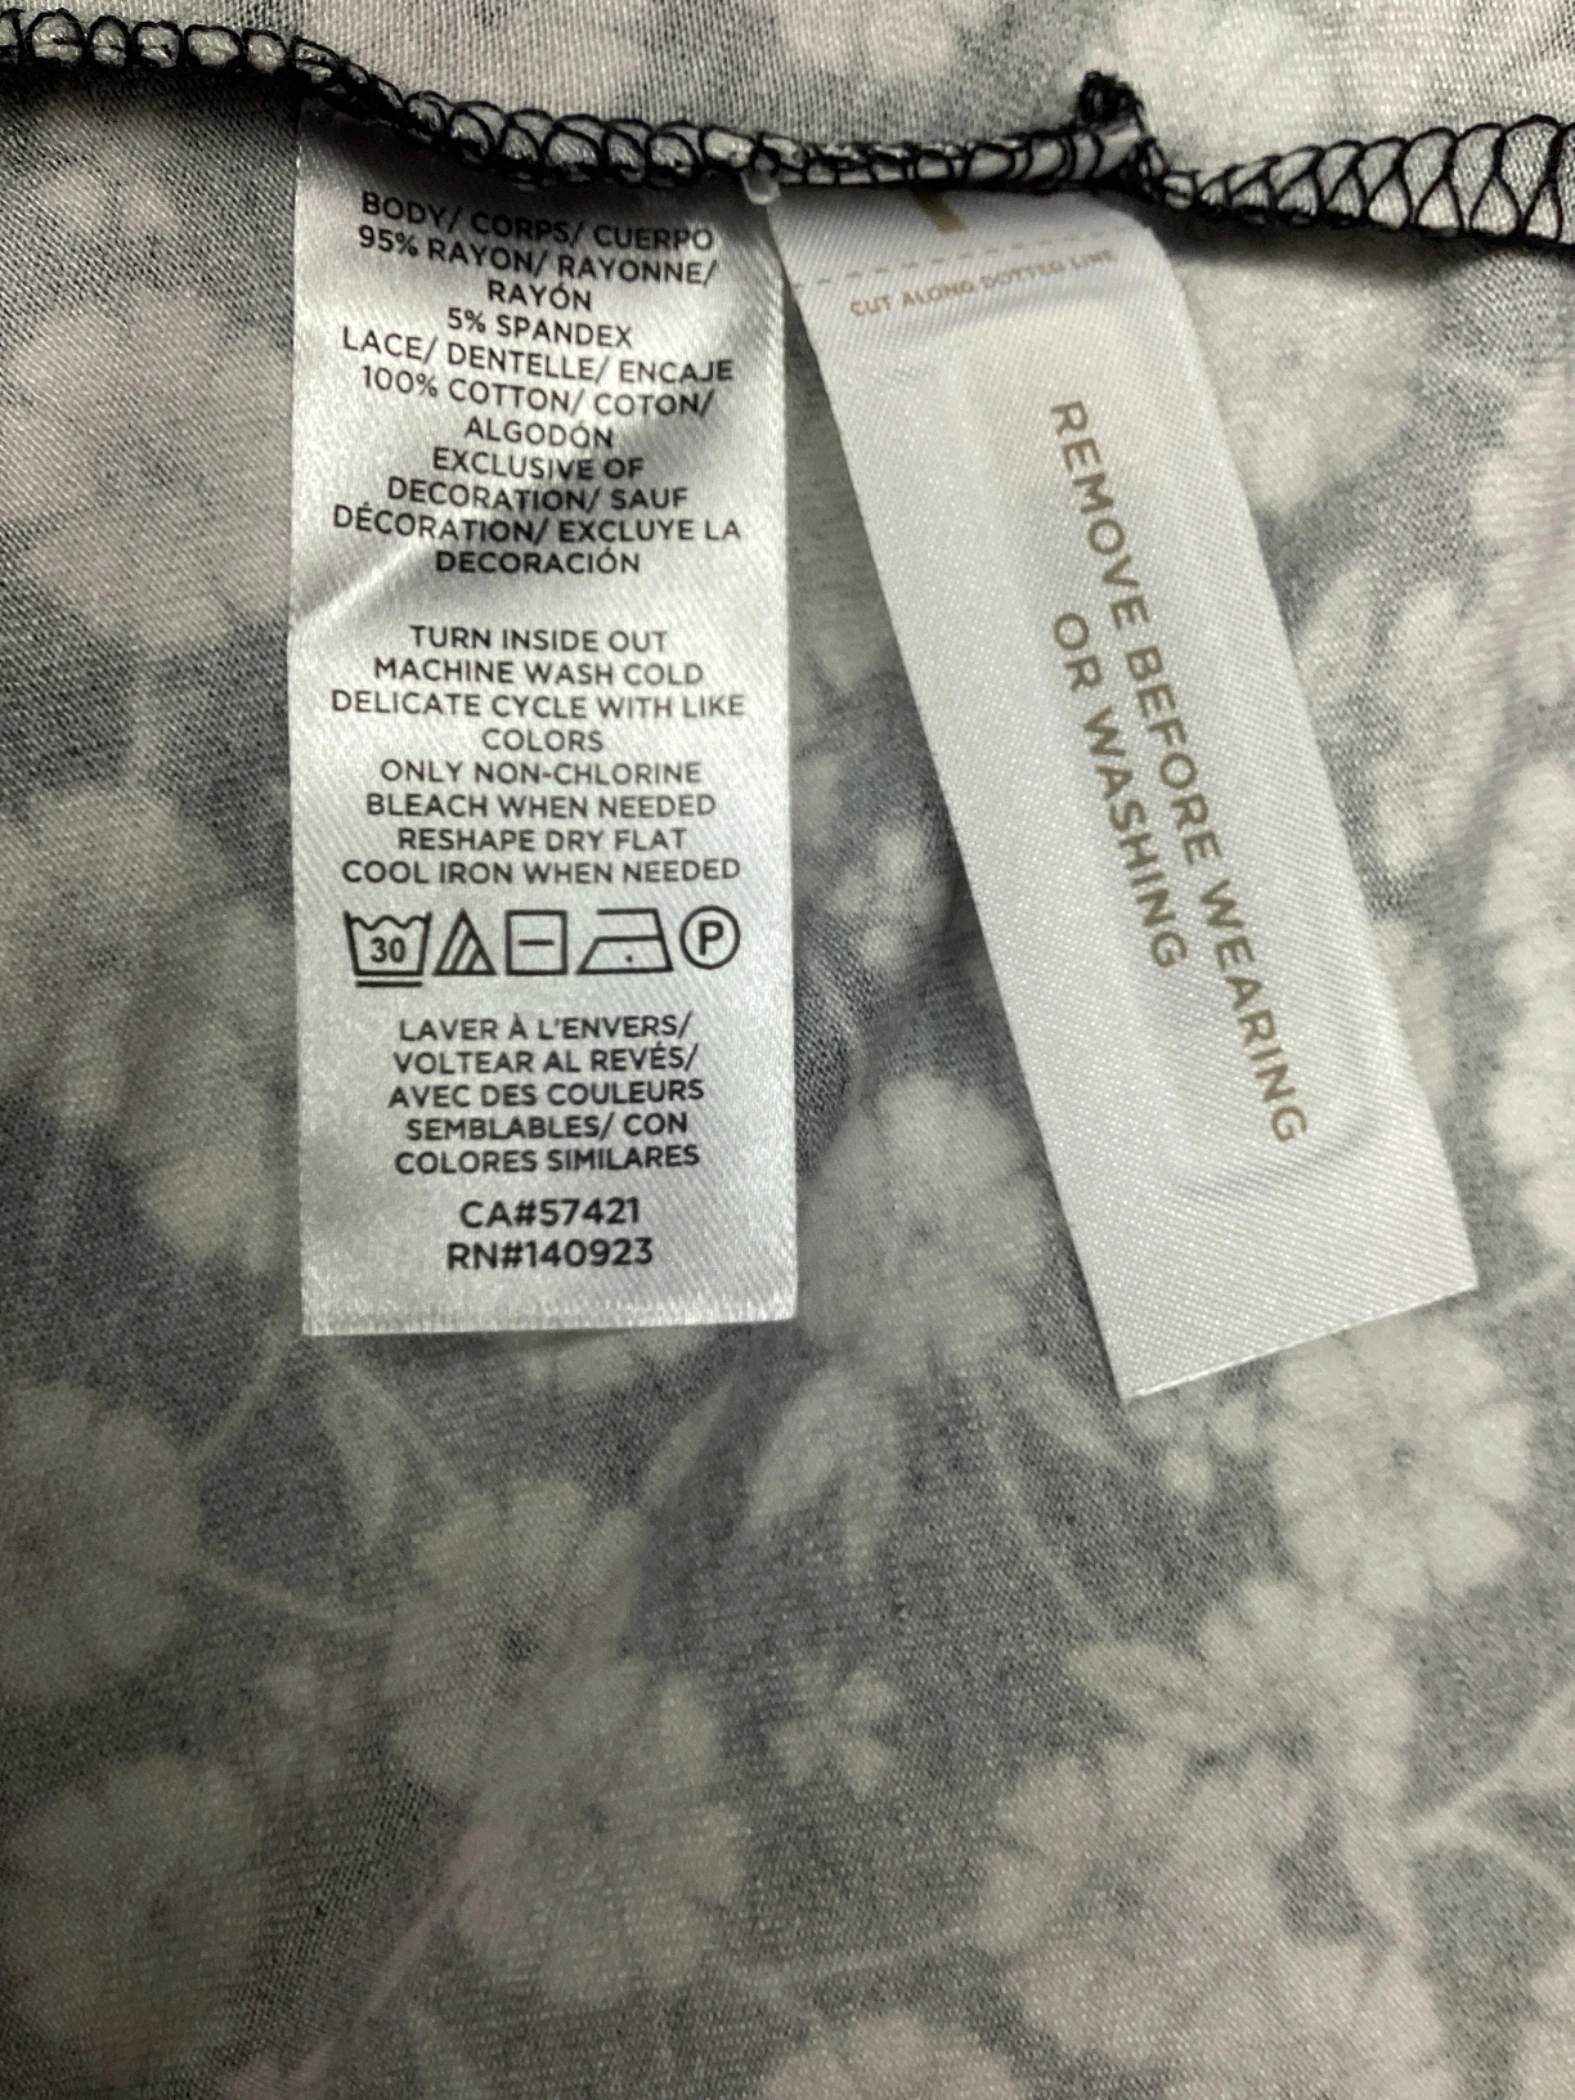 BODY/ CORPS/ CUERPO
95% RAYON/ RAYONNE/
RAYÓN
5% SPANDEX
LACE/ DENTELLE/ ENCAJE
100% COTTON/ COTON/
ALGODÓN
EXCLUSIVE OF
DECORATION/ SAUF
DÉCORATION/ EXCLUYE LA
DECORACIÓN
TURN INSIDE OUT
MACHINE WASH COLD
DELICATE CYCLE WITH LIKE
COLORS
ONLY NON-CHLORINE
BLEACH WHEN NEEDED
RESHAPE DRY FLAT
COOL IRON WHEN NEEDED
30 P
LAVER À L'ENVERS/
VOLTEAR AL REVÉS/
AVEC DES COULEURS
SEMBLABLES/ CON
COLORES SIMILARES
CA#57421
RN#140923
CUT ALONG DOTTED LINE
REMOVE BEFORE WEARING
OR WASHING